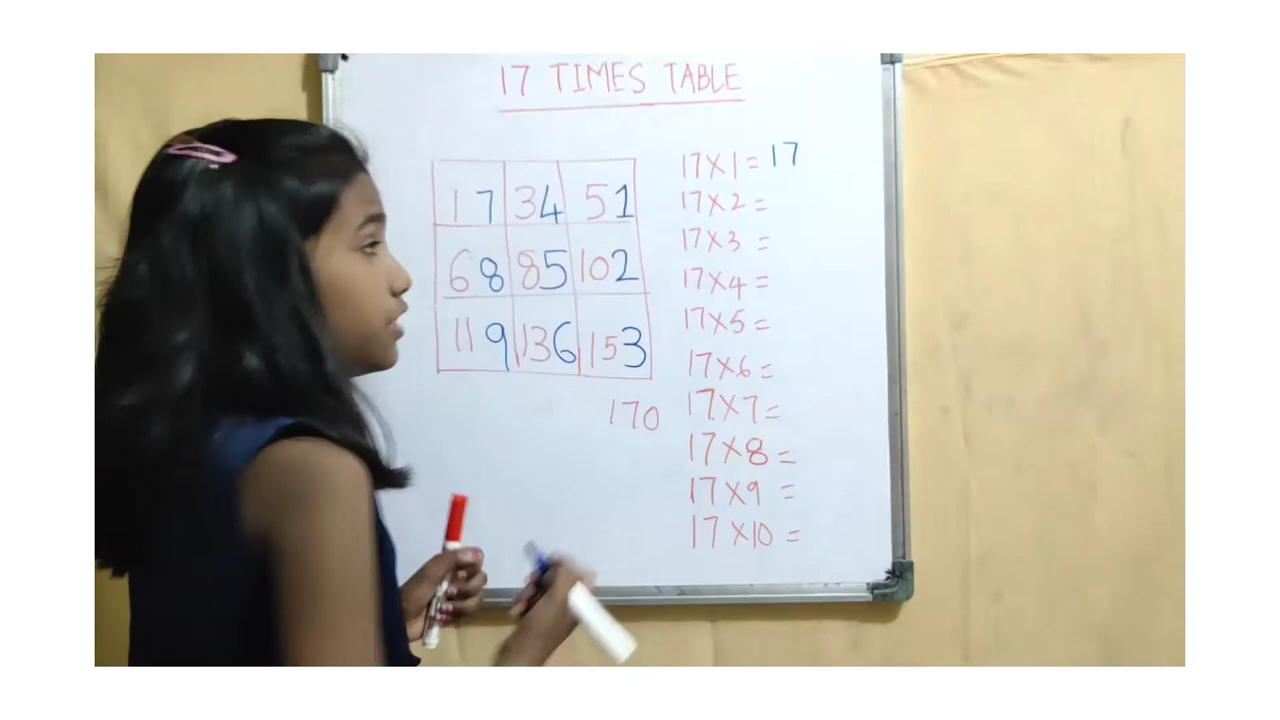 17 TIMES TABLE
17 34 51
68 85 102
119 136 153
170
17×1= 17
17×2=
17×3=
17×4=
17×5=
17×6=
17×7=
17×8=
17×9=
17×10=